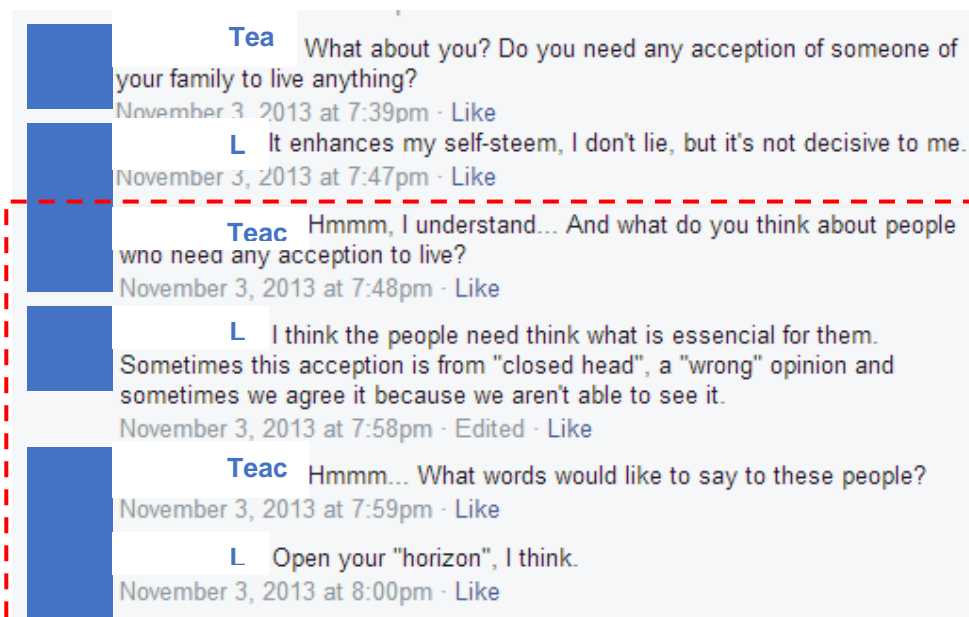 Tea What about you? Do you need any acception of someone of
your family to live anything?
November 3, 2013 at 7:39pm · Like
L It enhances my self-steem, I don't lie, but it's not decisive to me.
November 3, 2013 at 7:47pm · Like
Teac Hmmm, I understand... And what do you think about people
who need any acception to live?
November 3, 2013 at 7:48pm · Like
L I think the people need think what is essencial for them.
Sometimes this acception is from "closed head", a "wrong" opinion and
sometimes we agree it because we aren't able to see it.
November 3, 2013 at 7:58pm · Edited · Like
Teac Hmmm... What words would like to say to these people?
November 3, 2013 at 7:59pm · Like
L Open your "horizon", I think.
November 3, 2013 at 8:00pm · Like